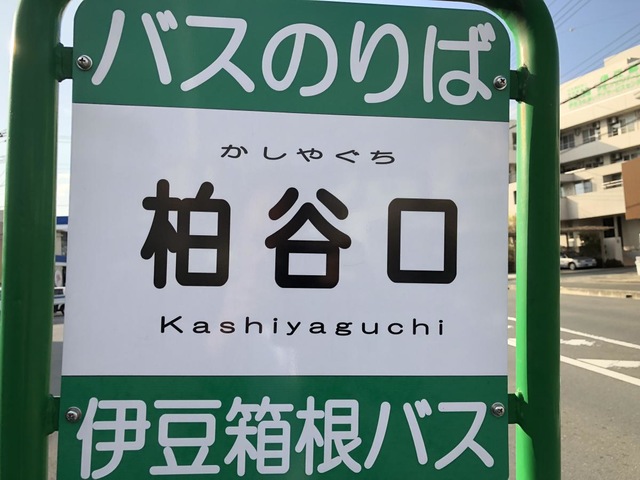 バスのりば
かしやぐち
柏谷口
Kashiyaguchi
伊豆箱根バス